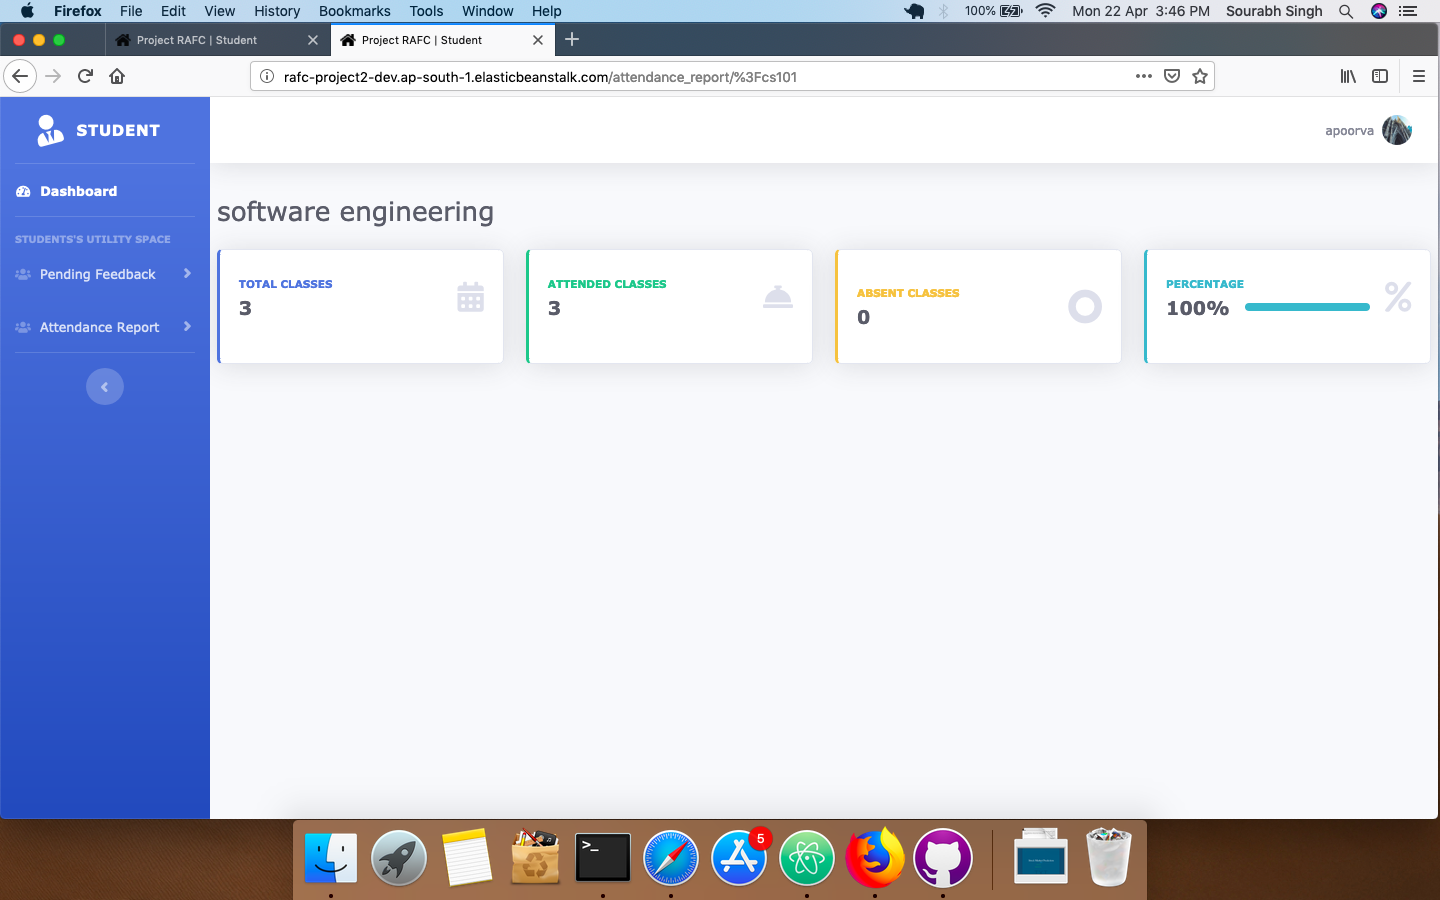 Firefox File Edit View History Bookmarks Tools Window Help 100% Mon 22 Apr 3:46 PM Sourabh Singh
Project RAFC | Student
Project RAFC | Student
rafc-project2-dev.ap-south-1.elasticbeanstalk.com/attendance_report/%3Fcs101
STUDENT
apoorva
Dashboard
STUDENTS'S UTILITY SPACE
Pending Feedback
Attendance Report
software engineering
TOTAL CLASSES
3
ATTENDED CLASSES
3
ABSENT CLASSES
0
PERCENTAGE
100%
%
>_
5